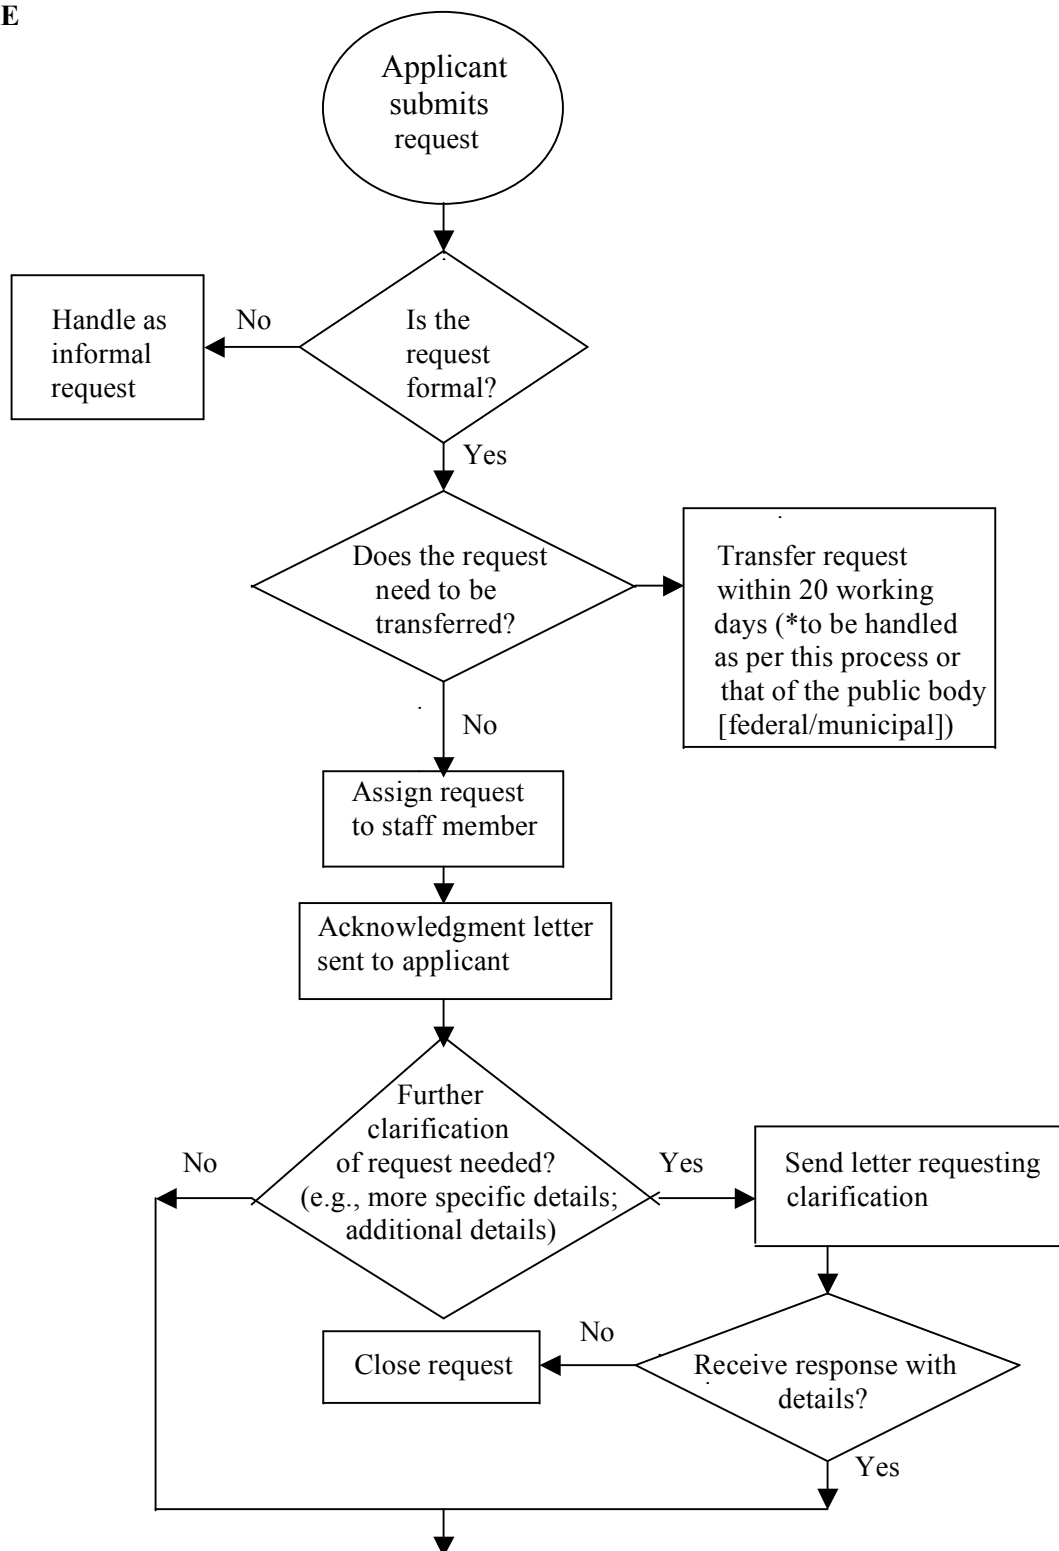 E
Applicant
submits
request
Handle as
informal
request
No
Is the
request
formal?
Yes
Does the request
need to be
transferred?
Transfer request
within 20 working
days (*to be handled
as per this process or
that of the public body
[federal/municipal])
No
Assign request
to staff member
Acknowledgment letter
sent to applicant
Further
clarification
of request needed?
(e.g., more specific details;
additional details)
No
Yes
Send letter requesting
clarification
No
Close request
Receive response with
details?
Yes